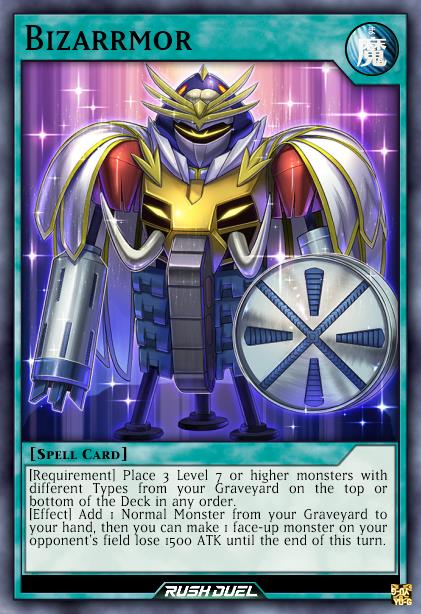 Bizarrmor
ま
魔
[Spell Card]
[Requirement] Place 3 Level 7 or higher monsters with
different Types from your Graveyard on the top or
bottom of the Deck in any order.
[Effect] Add 1 Normal Monster from your Graveyard to
your hand, then you can make 1 face-up monster on your
opponent's field lose 1500 ATK until the end of this turn.
RUSH DUEL